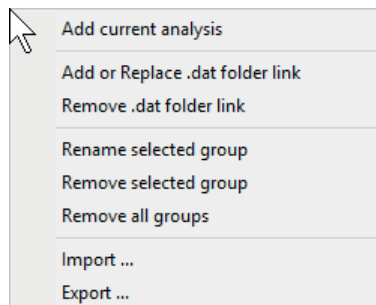 Add current analysis
Add or Replace .dat folder link
Remove .dat folder link
Rename selected group
Remove selected group
Remove all groups
Import ...
Export ...